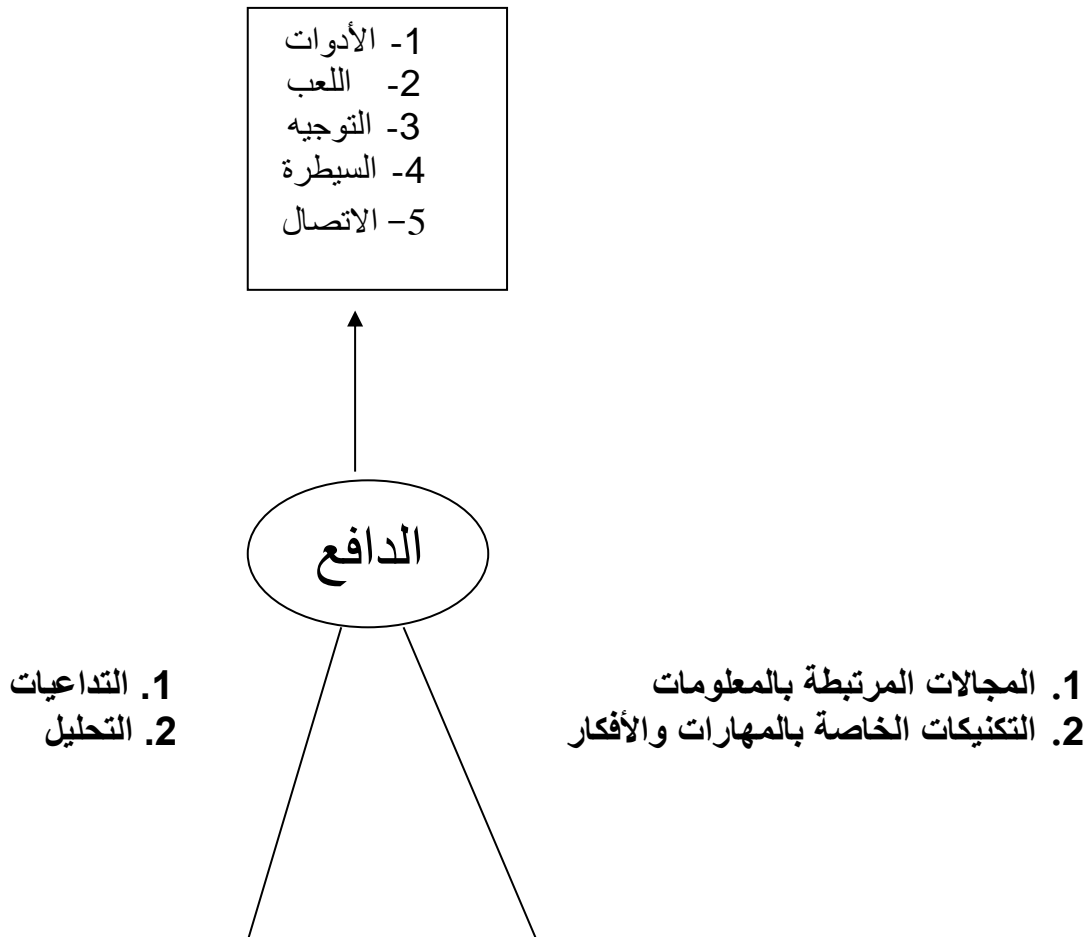 1- الأدوات
2- اللعب
3- التوجيه
4- السيطرة
5- الاتصال
الدافع
1. المجالات المرتبطة بالمعلومات
2. التكنيكات الخاصة بالمهارات والأفكار
1. التداعيات
2. التحليل